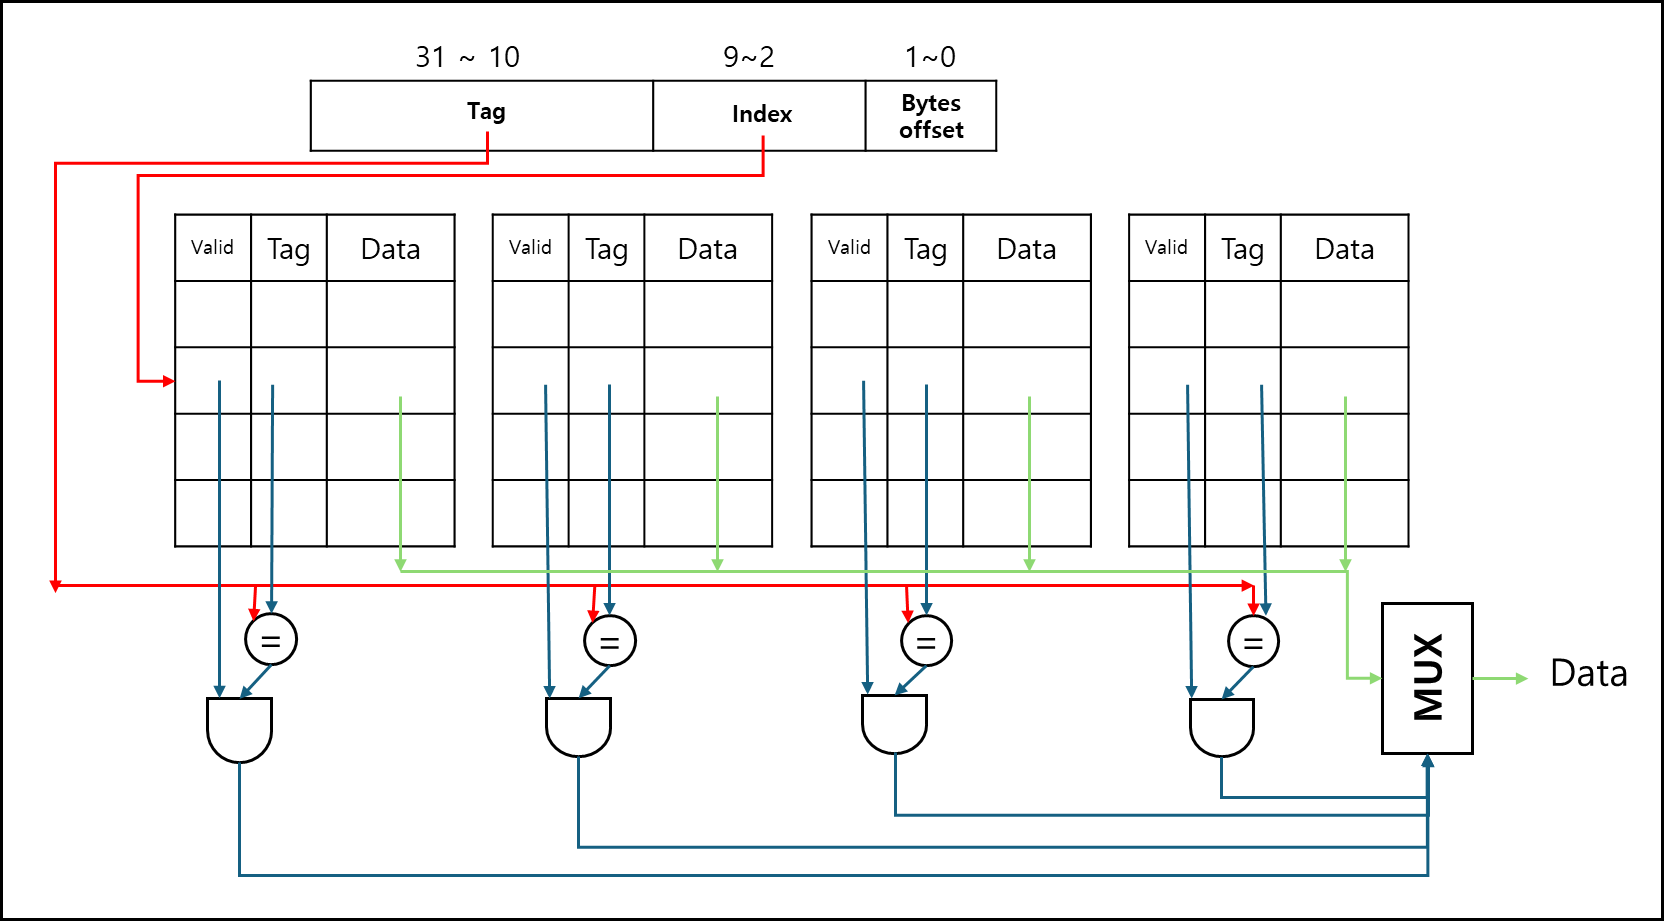 31 ~ 10
9~2
1~0
Tag
Index
Bytes
offset
Valid Tag Data
Valid Tag Data
Valid Tag Data
Valid Tag Data
=
=
=
=
MUX
Data